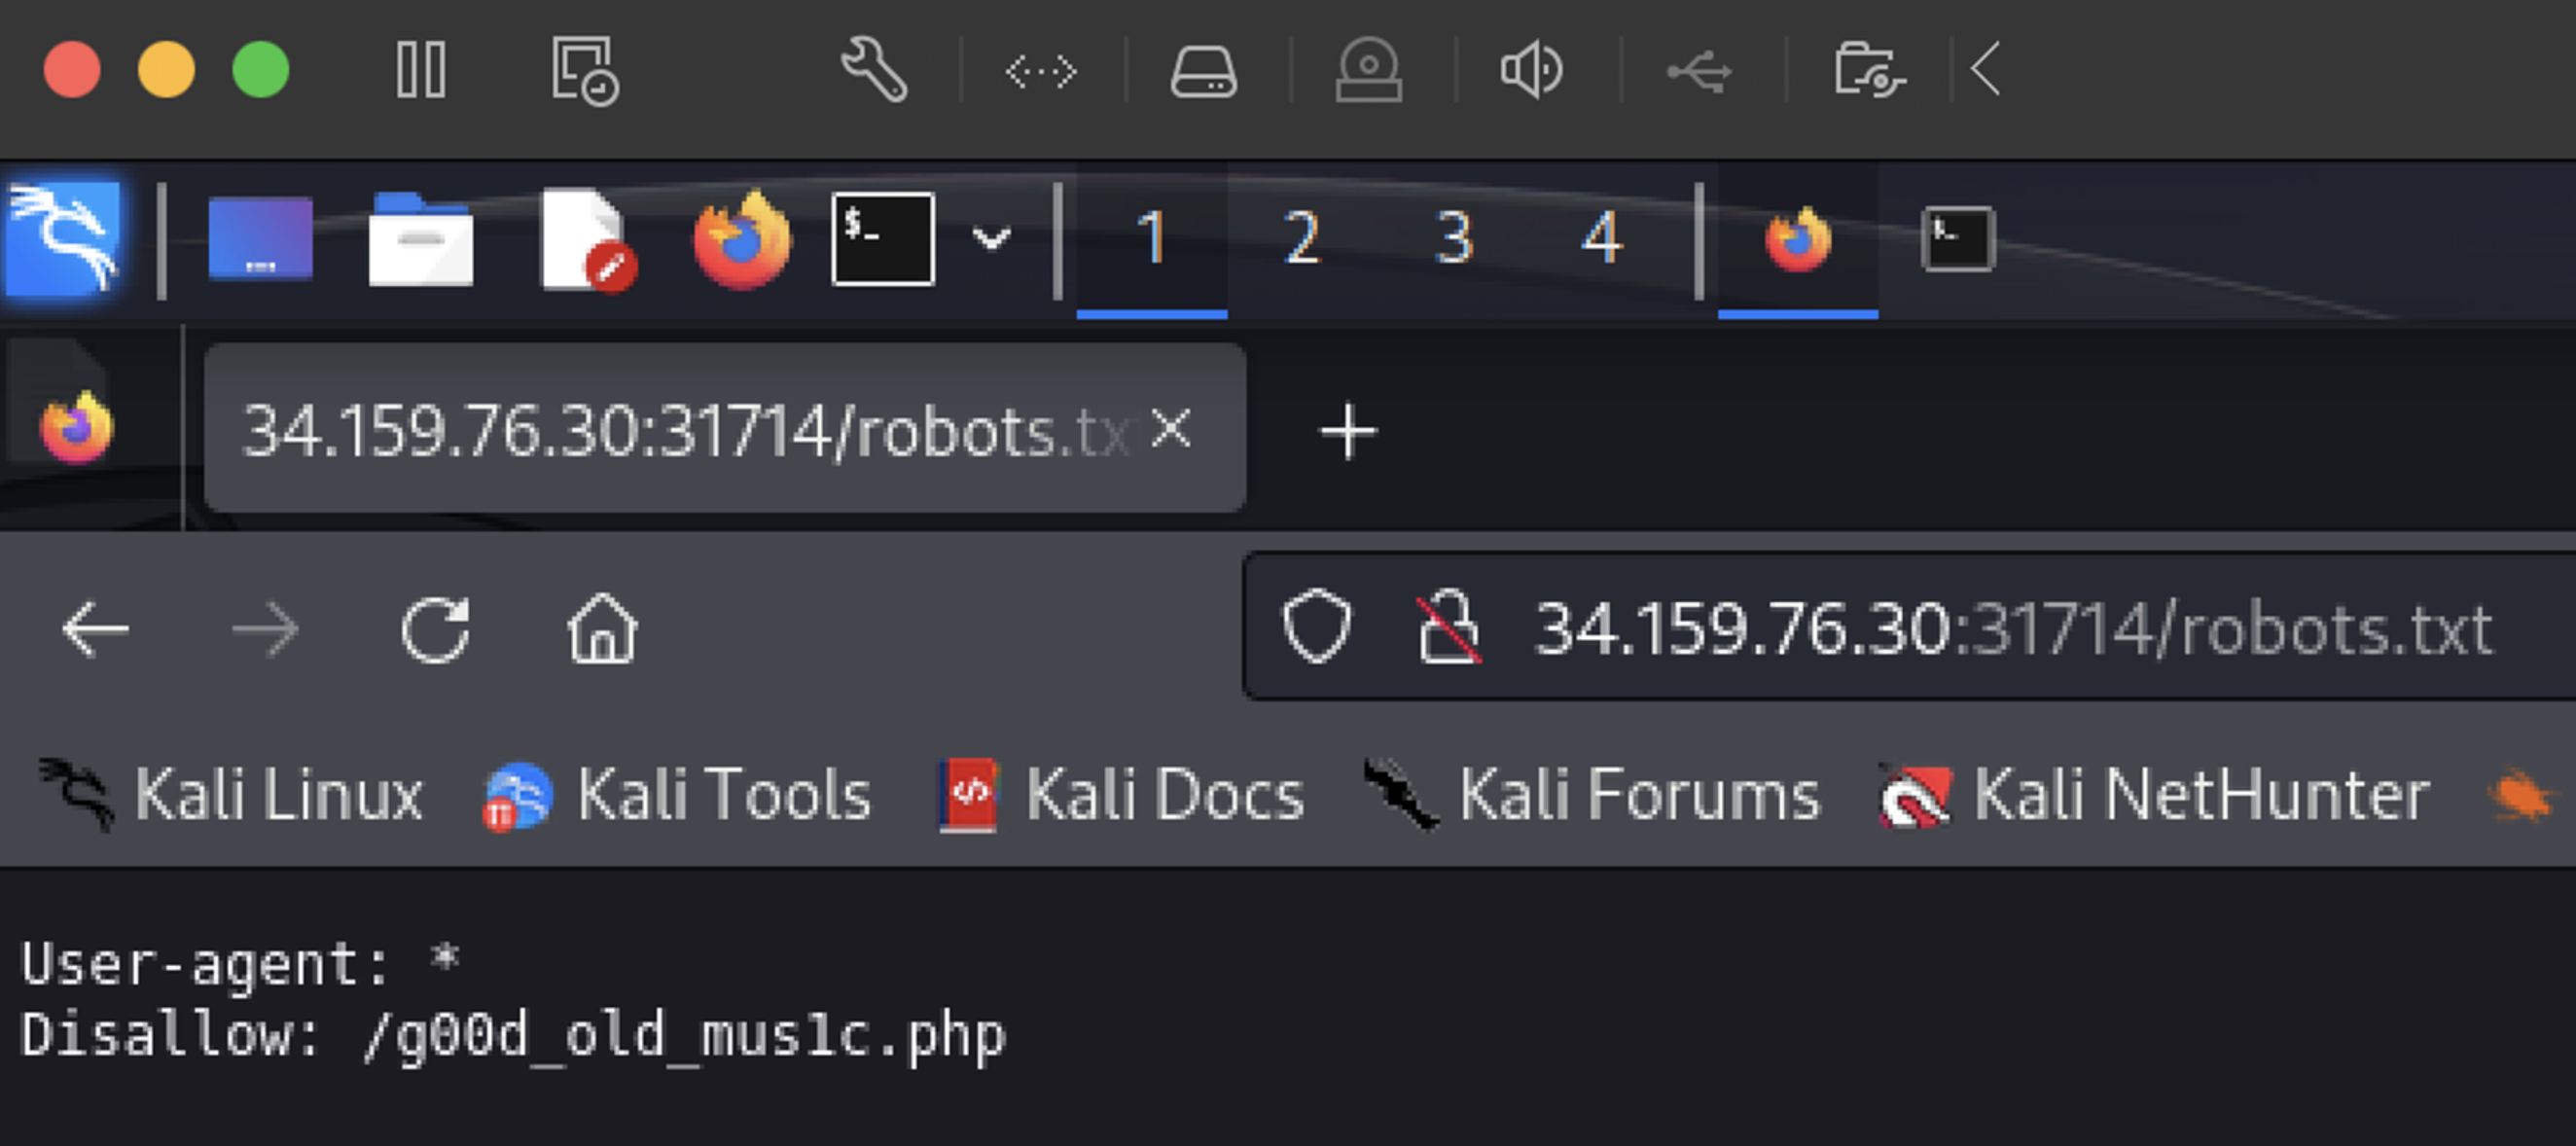 1 2 3 4
34.159.76.30:31714/robots.tx
34.159.76.30:31714/robots.txt
Kali Linux Kali Tools Kali Docs Kali Forums Kali NetHunter
User-agent: *
Disallow: /g00d_old_mus1c.php